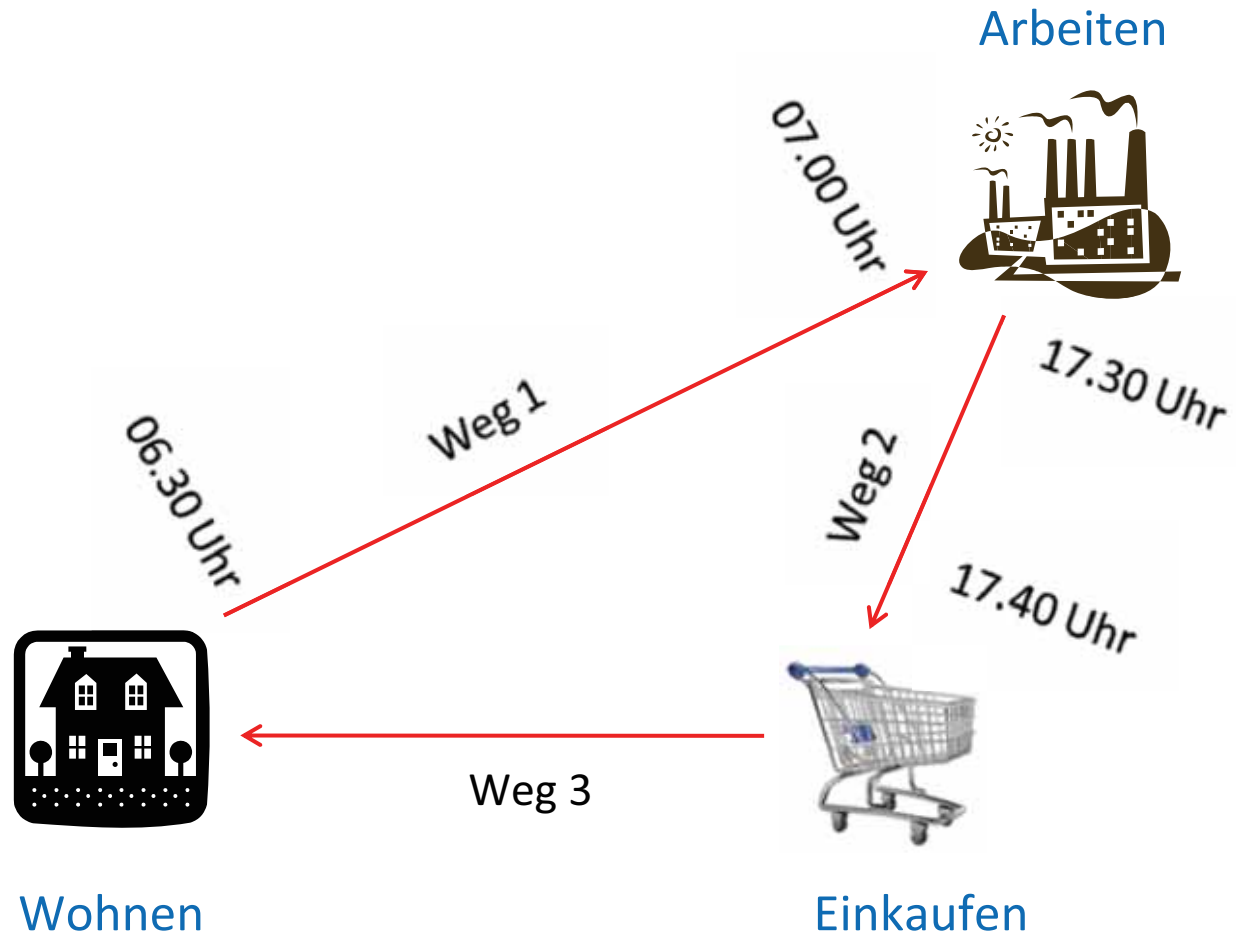 Arbeiten
07.00 Uhr
17.30 Uhr
Weg 1
06.30 Uhr
Weg 2
17.40 Uhr
Weg 3
Wohnen
Einkaufen